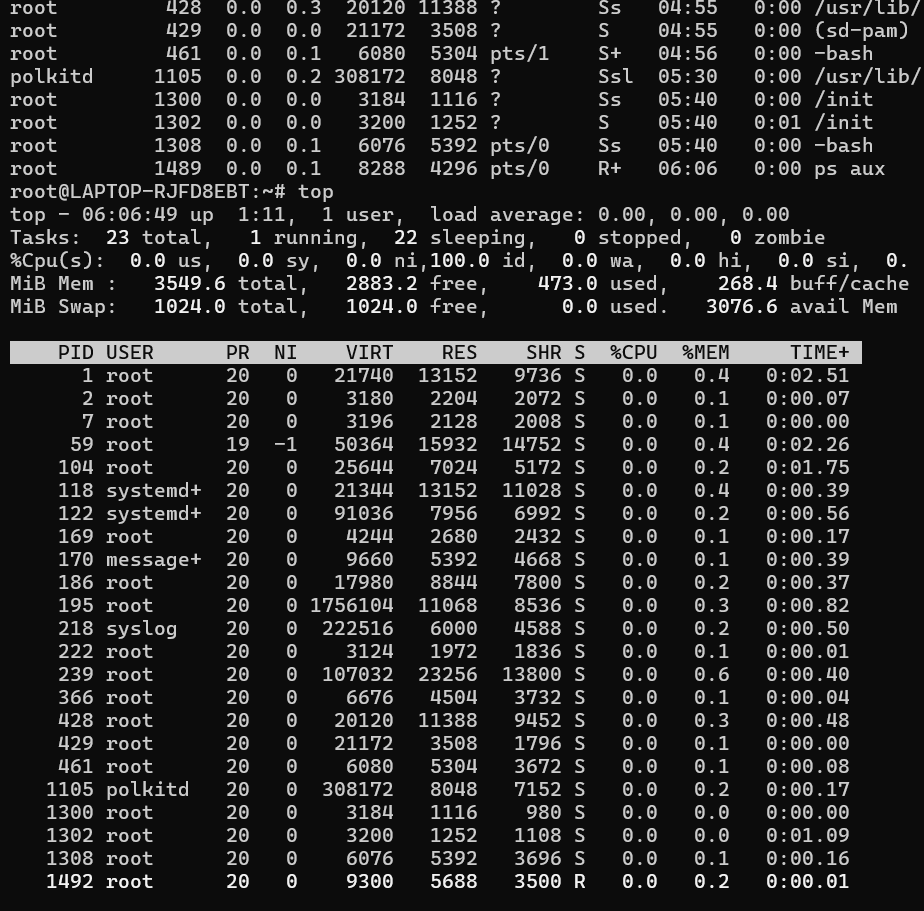 root 428 0.0 0.3 20120 11388 ? Ss 04:55 0:00 /usr/lib/
root 429 0.0 0.0 21172 3508 ? S 04:55 0:00 (sd-pam)
root 461 0.0 0.1 6080 5304 pts/1 S+ 04:56 0:00 -bash
polkitd 1105 0.0 0.2 308172 8048 ? Ssl 05:30 0:00 /usr/lib/
root 1300 0.0 0.0 3184 1116 ? Ss 05:40 0:00 /init
root 1302 0.0 0.0 3200 1252 ? S 05:40 0:01 /init
root 1308 0.0 0.1 6076 5392 pts/0 Ss 05:40 0:00 -bash
root 1489 0.0 0.1 8288 4296 pts/0 R+ 06:06 0:00 ps aux
root@LAPTOP-RJFD8EBT:~# top
top - 06:06:49 up 1:11, 1 user, load average: 0.00, 0.00, 0.00
Tasks: 23 total, 1 running, 22 sleeping, 0 stopped, 0 zombie
%Cpu(s): 0.0 us, 0.0 sy, 0.0 ni,100.0 id, 0.0 wa, 0.0 hi, 0.0 si, 0.
MiB Mem : 3549.6 total, 2883.2 free, 473.0 used, 268.4 buff/cache
MiB Swap: 1024.0 total, 1024.0 free, 0.0 used. 3076.6 avail Mem
PID USER PR NI VIRT RES SHR S %CPU %MEM TIME+
1 root 20 0 21740 13152 9736 S 0.0 0.4 0:02.51
2 root 20 0 3180 2204 2072 S 0.0 0.1 0:00.07
7 root 20 0 3196 2128 2008 S 0.0 0.1 0:00.00
59 root 19 -1 50364 15932 14752 S 0.0 0.4 0:02.26
104 root 20 0 25644 7024 5172 S 0.0 0.2 0:01.75
118 systemd+ 20 0 21344 13152 11028 S 0.0 0.4 0:00.39
122 systemd+ 20 0 91036 7956 6992 S 0.0 0.2 0:00.56
169 root 20 0 4244 2680 2432 S 0.0 0.1 0:00.17
170 message+ 20 0 9660 5392 4668 S 0.0 0.1 0:00.39
186 root 20 0 17980 8844 7800 S 0.0 0.2 0:00.37
195 root 20 0 1756104 11068 8536 S 0.0 0.3 0:00.82
218 syslog 20 0 222516 6000 4588 S 0.0 0.2 0:00.50
222 root 20 0 3124 1972 1836 S 0.0 0.1 0:00.01
239 root 20 0 107032 23256 13800 S 0.0 0.6 0:00.40
366 root 20 0 6676 4504 3732 S 0.0 0.1 0:00.04
428 root 20 0 20120 11388 9452 S 0.0 0.3 0:00.48
429 root 20 0 21172 3508 1796 S 0.0 0.1 0:00.00
461 root 20 0 6080 5304 3672 S 0.0 0.1 0:00.08
1105 polkitd 20 0 308172 8048 7152 S 0.0 0.2 0:00.17
1300 root 20 0 3184 1116 980 S 0.0 0.0 0:00.00
1302 root 20 0 3200 1252 1108 S 0.0 0.0 0:01.09
1308 root 20 0 6076 5392 3696 S 0.0 0.1 0:00.16
1492 root 20 0 9300 5688 3500 R 0.0 0.2 0:00.01